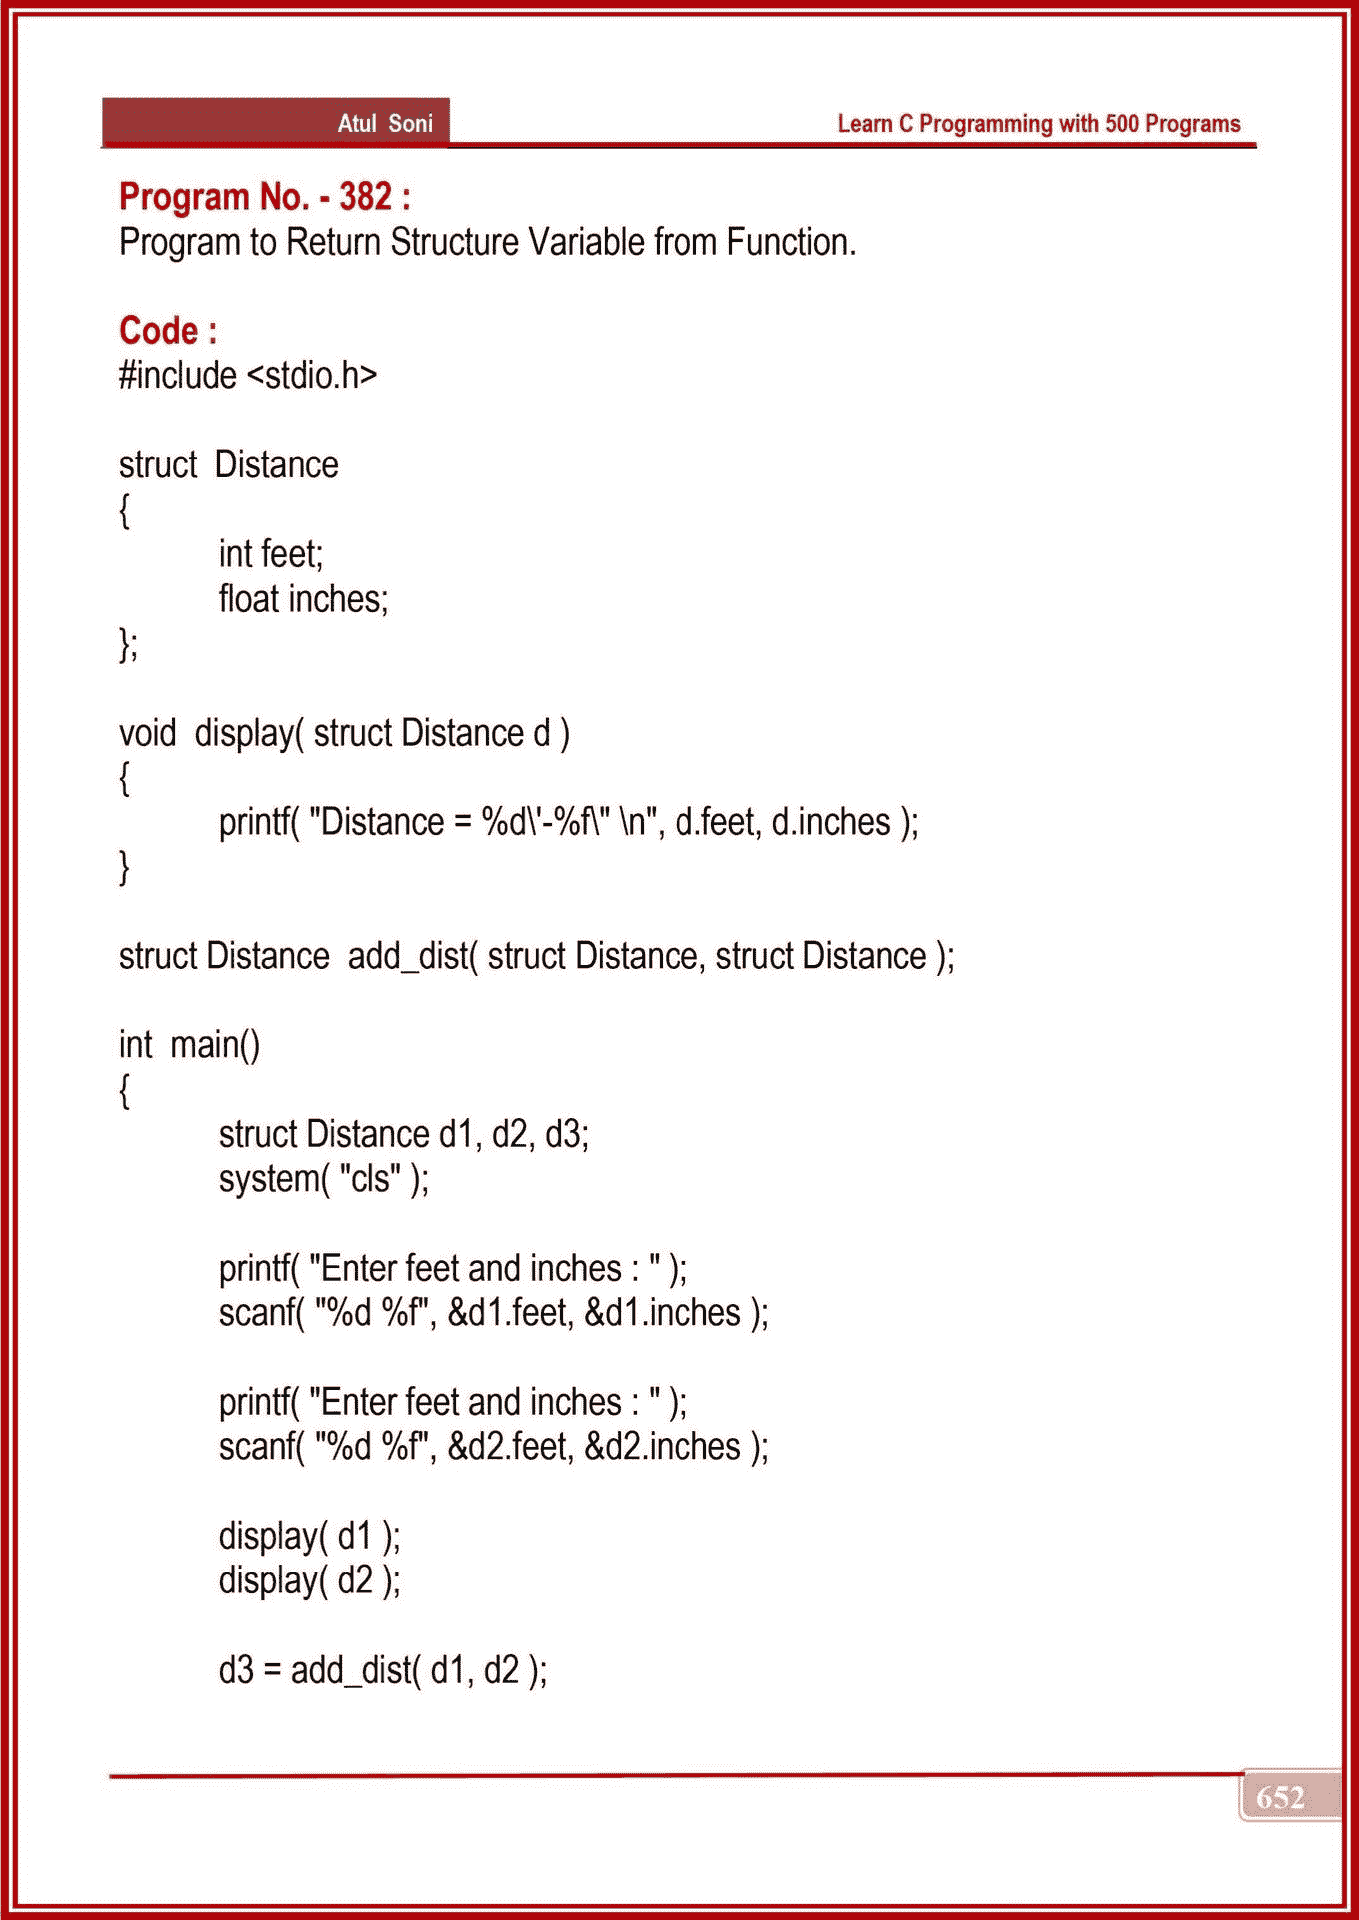 Atul Soni
Learn C Programming with 500 Programs
Program No. - 382 :
Program to Return Structure Variable from Function.
Code :
#include <stdio.h>
struct Distance
{
int feet;
float inches;
};
void display( struct Distance d )
{
printf( "Distance = %d\'-%f\" \n", d.feet, d.inches );
}
struct Distance add_dist( struct Distance, struct Distance );
int main()
{
struct Distance d1, d2, d3;
system( "cls" );
printf( "Enter feet and inches : " );
scanf( "%d %f", &d1.feet, &d1.inches );
printf( "Enter feet and inches : " );
scanf( "%d %f", &d2.feet, &d2.inches );
display( d1 );
display( d2 );
d3 = add_dist( d1, d2 );
652